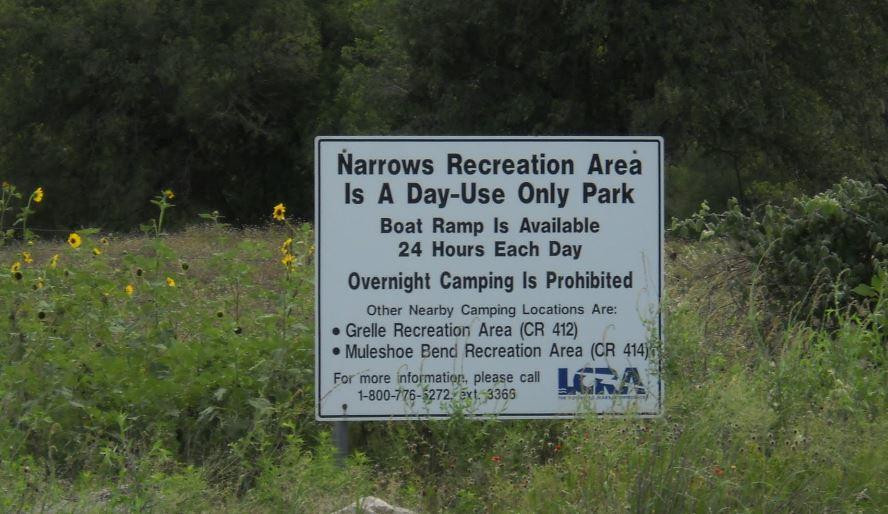 Narrows Recreation Area
Is A Day-Use Only Park
Boat Ramp Is Available
24 Hours Each Day
Overnight Camping Is Prohibited
Other Nearby Camping Locations Are:
• Grelle Recreation Area (CR 412)
• Muleshoe Bend Recreation Area (CR 414)
For more information, please call
1-800-776-5272, ext. 3366
LCRA